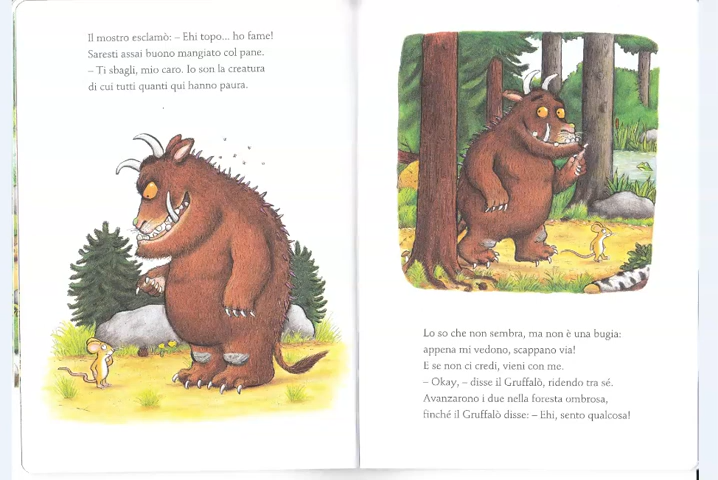 Il mostro esclamò: – Ehi topo... ho fame!
Saresti assai buono mangiato col pane.
– Ti sbagli, mio caro. Io son la creatura
di cui tutti quanti qui hanno paura.
Lo so che non sembra, ma non è una bugia:
appena mi vedono, scappano via!
E se non ci credi, vieni con me.
– Okay, – disse il Gruffalò, ridendo tra sé.
Avanzarono i due nella foresta ombrosa,
finché il Gruffalò disse: – Ehi, sento qualcosa!